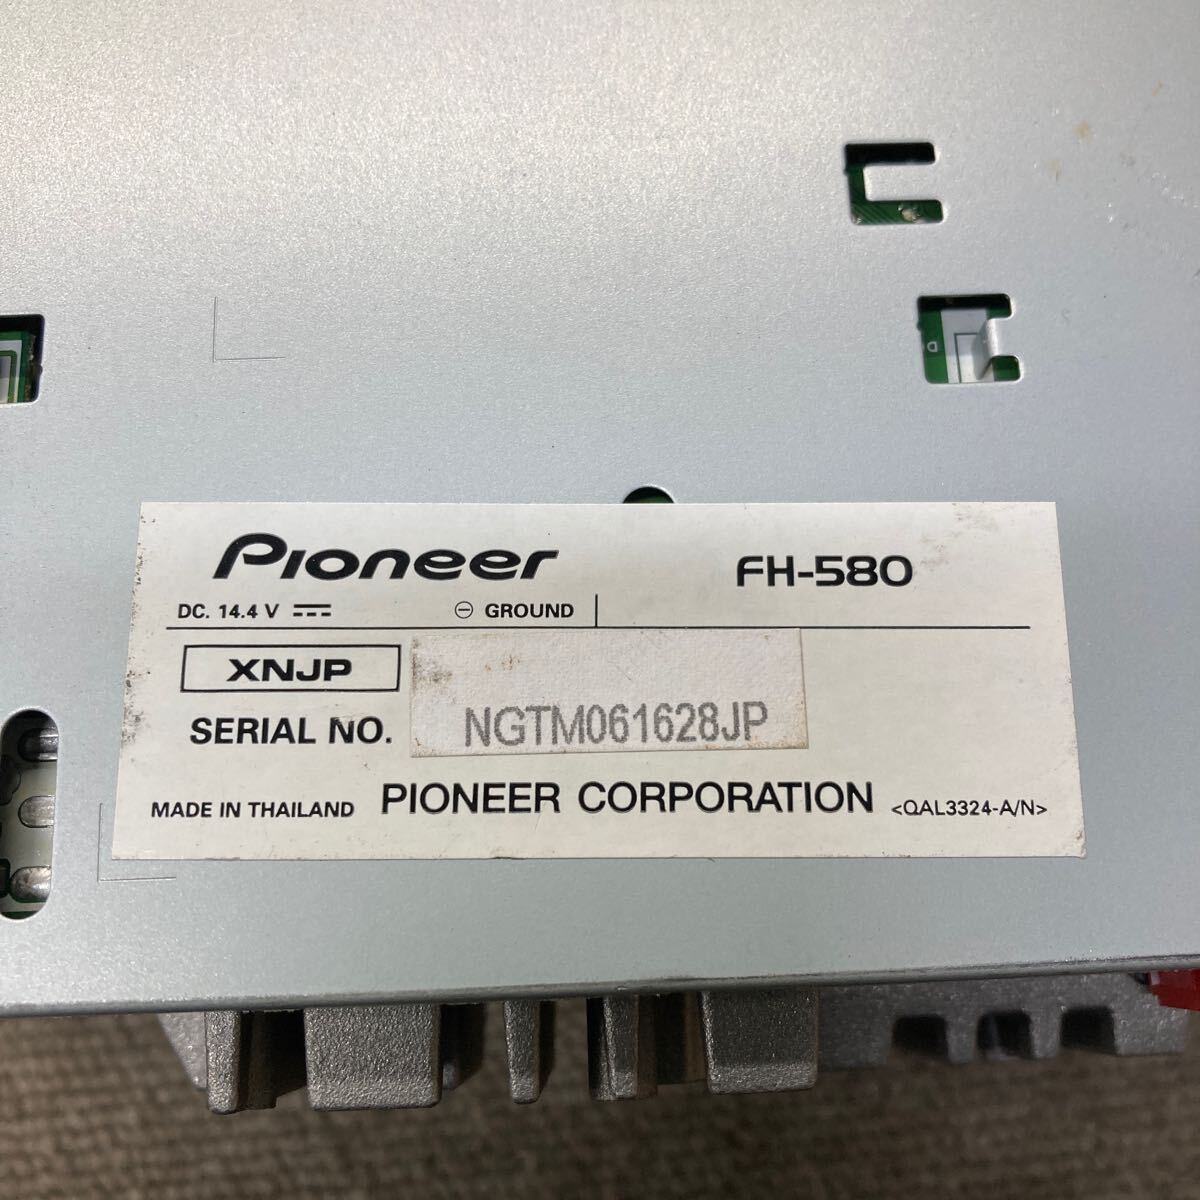 Pioneer FH-580
DC. 14.4 V ⎓ ⊖ GROUND
XNJP
SERIAL NO. NGTM061628JP
MADE IN THAILAND PIONEER CORPORATION <QAL3324-A/N>